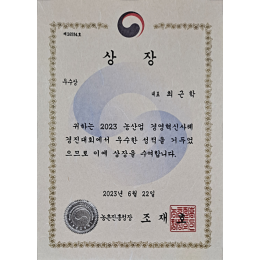 상 장
우수상
대표 최근학
귀하는 2023 농산업 경영혁신사례
경진대회에서 우수한 성적을 거두었
으므로 이에 상장을 수여합니다.
2023년 6월 22일
농촌진흥청장 조재호